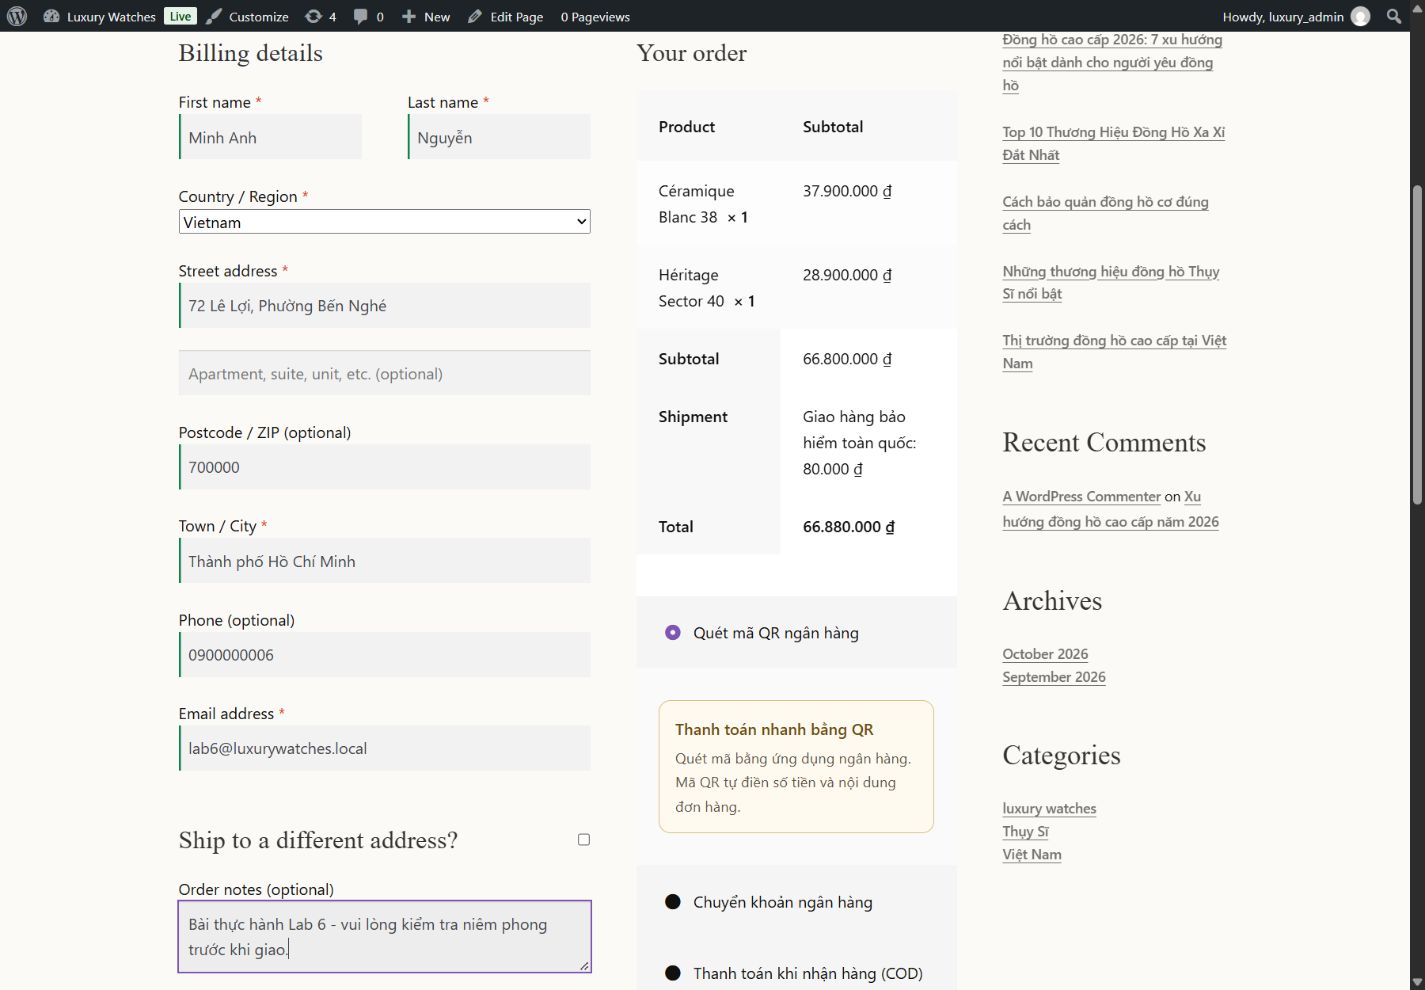 Luxury Watches Live Customize 4 0 New Edit Page 0 Pageviews Howdy, luxury_admin
Billing details
First name * Last name *
Minh Anh Nguyễn
Country / Region *
Vietnam
Street address *
72 Lê Lợi, Phường Bến Nghé
Apartment, suite, unit, etc. (optional)
Postcode / ZIP (optional)
700000
Town / City *
Thành phố Hồ Chí Minh
Phone (optional)
0900000006
Email address *
lab6@luxurywatches.local
Ship to a different address?
Order notes (optional)
Bài thực hành Lab 6 - vui lòng kiểm tra niêm phong
trước khi giao.
Your order
Product Subtotal
Céramique 37.900.000 ₫
Blanc 38 × 1
Héritage 28.900.000 ₫
Sector 40 × 1
Subtotal 66.800.000 ₫
Shipment Giao hàng bảo
hiểm toàn quốc:
80.000 ₫
Total 66.880.000 ₫
Quét mã QR ngân hàng
Thanh toán nhanh bằng QR
Quét mã bằng ứng dụng ngân hàng.
Mã QR tự điền số tiền và nội dung
đơn hàng.
Chuyển khoản ngân hàng
Thanh toán khi nhận hàng (COD)
Đồng hồ cao cấp 2026: 7 xu hướng
nổi bật dành cho người yêu đồng
hồ
Top 10 Thương Hiệu Đồng Hồ Xa Xỉ
Đắt Nhất
Cách bảo quản đồng hồ cơ đúng
cách
Những thương hiệu đồng hồ Thụy
Sĩ nổi bật
Thị trường đồng hồ cao cấp tại Việt
Nam
Recent Comments
A WordPress Commenter on Xu
hướng đồng hồ cao cấp năm 2026
Archives
October 2026
September 2026
Categories
luxury watches
Thụy Sĩ
Việt Nam